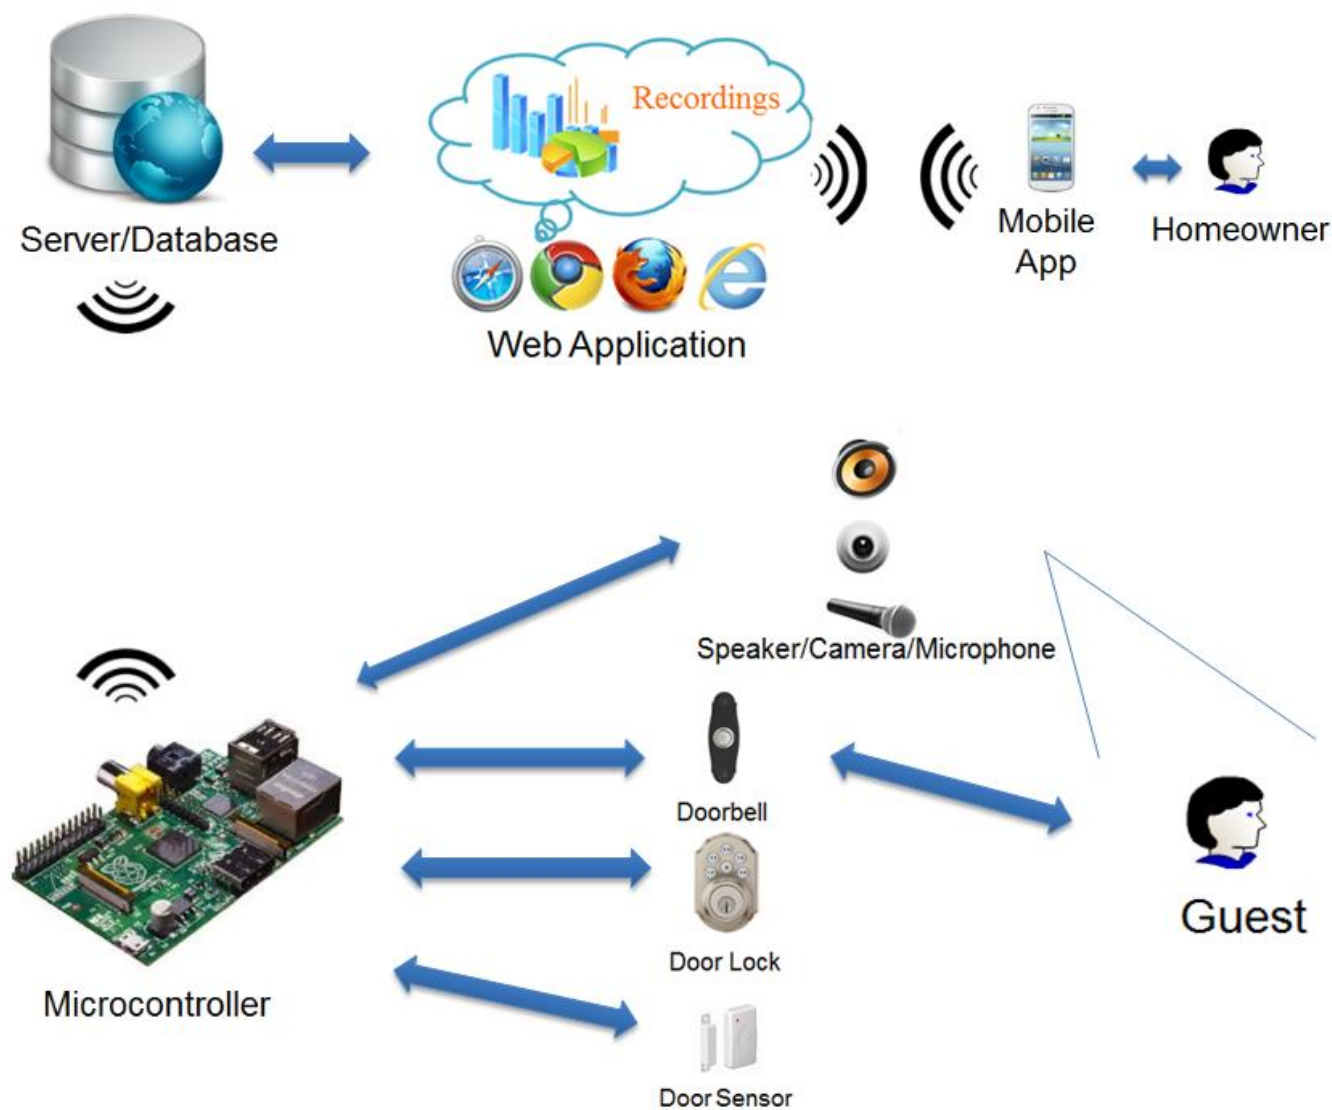 Recordings
Server/Database
Web Application
Mobile
App
Homeowner
Speaker/Camera/Microphone
Doorbell
Door Lock
Door Sensor
Microcontroller
Guest